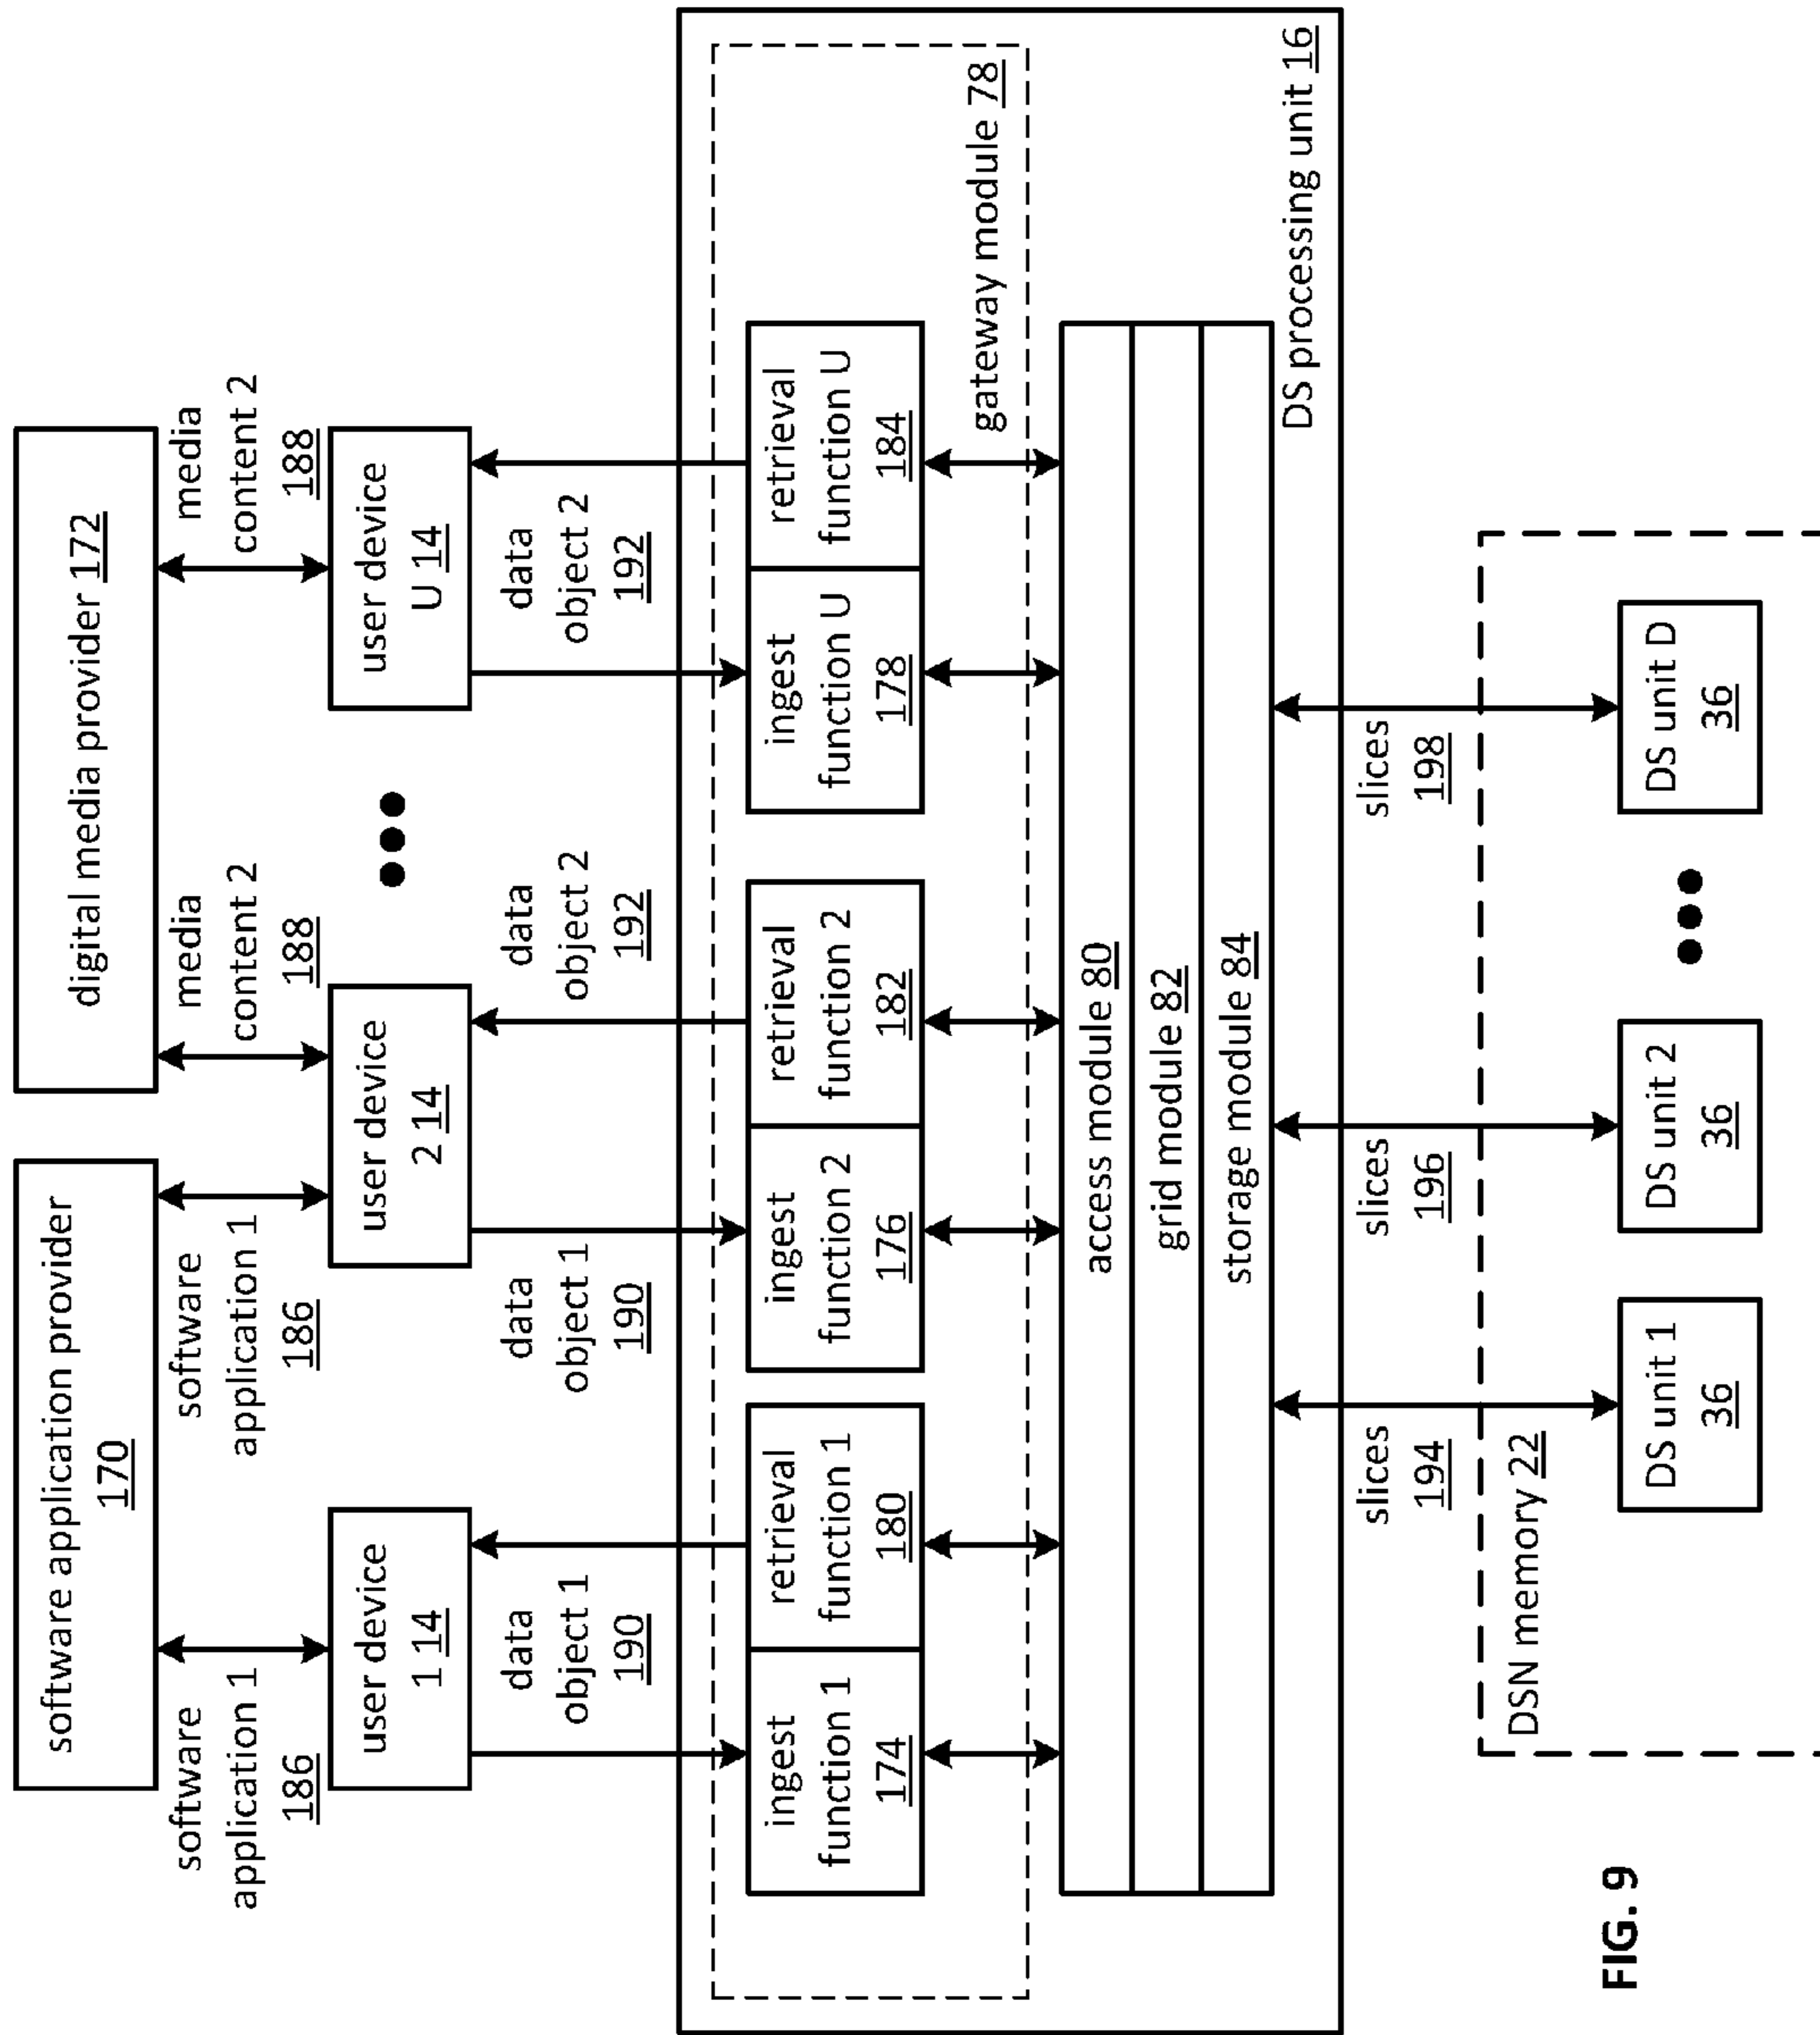 software application provider
170
digital media provider 172
software
application 1
186
software
application 1
186
media
content 2
188
media
content 2
188
user device
1 14
user device
2 14
user device
U 14
data
object 1
190
data
object 1
190
data
object 2
192
data
object 2
192
ingest
function 1
174
retrieval
function 1
180
ingest
function 2
176
retrieval
function 2
182
ingest
function U
178
retrieval
function U
184
gateway module 78
access module 80
grid module 82
storage module 84
DS processing unit 16
slices
194
slices
196
slices
198
DSN memory 22
DS unit 1
36
DS unit 2
36
DS unit D
36
FIG. 9